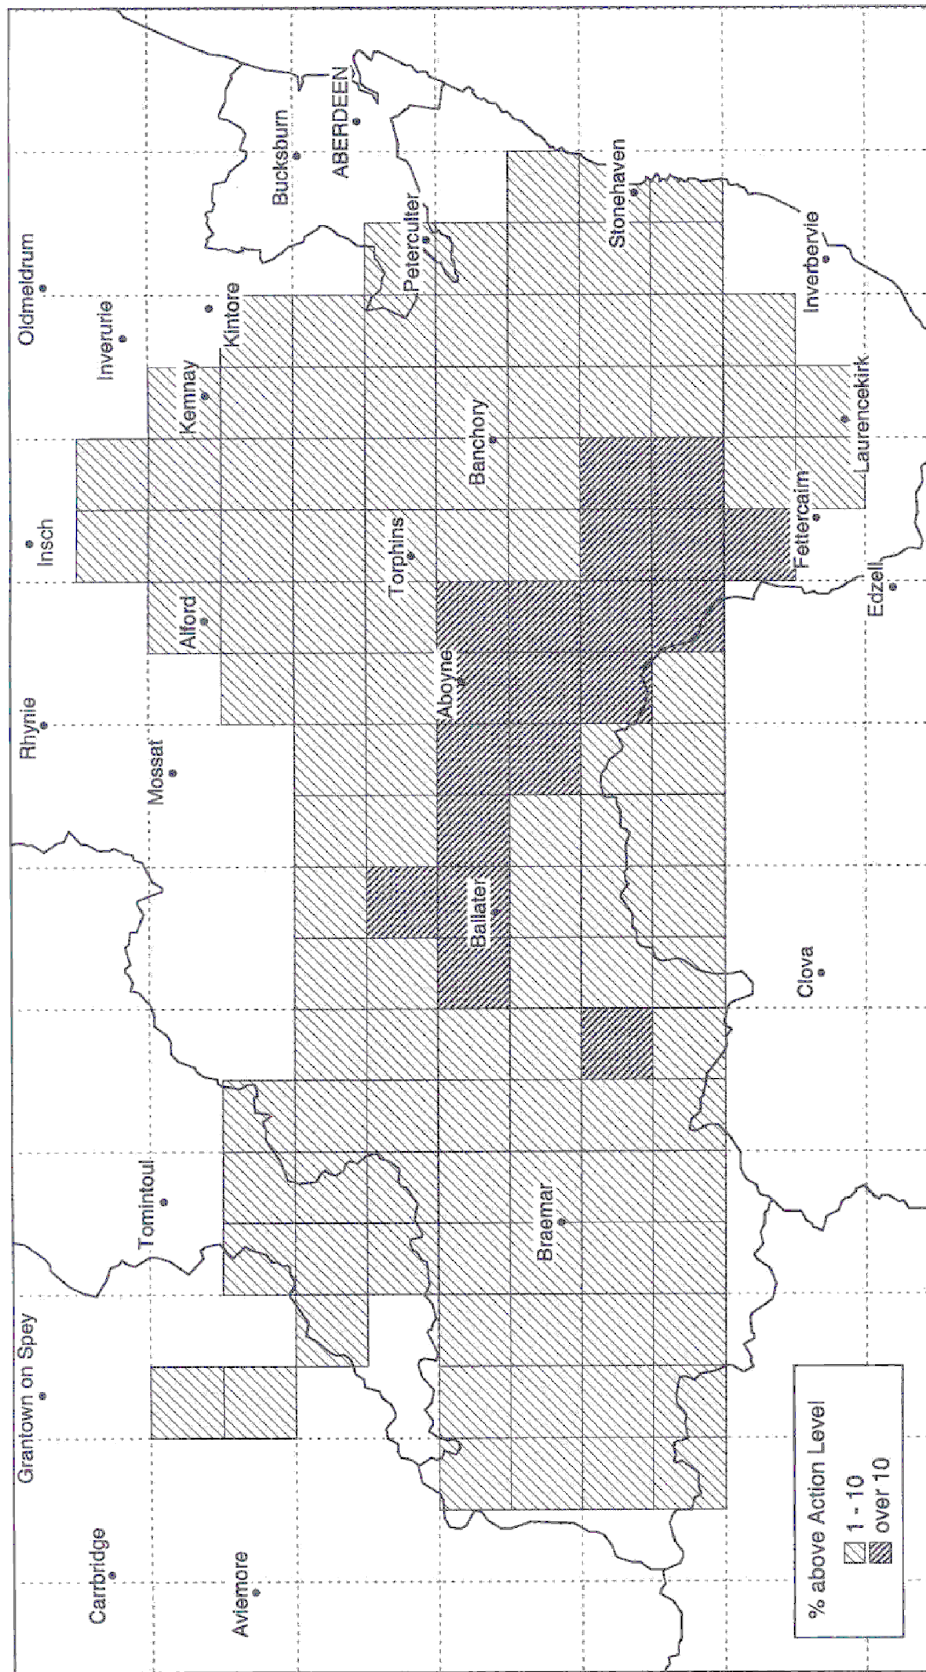 Grantown on Spey
Rhynie
Insch
Oldmeldrum
Carrbridge
Tomintoul
Mossat
Alford
Kemnay
Inverurie
Kintore
Aviemore
Bucksburn
ABERDEEN
Torphins
Peterculter
Aboyne
Ballater
Banchory
Braemar
Stonehaven
Clova
Fettercairn
Inverbervie
Edzell
Laurencekirk
% above Action Level
1 - 10
over 10